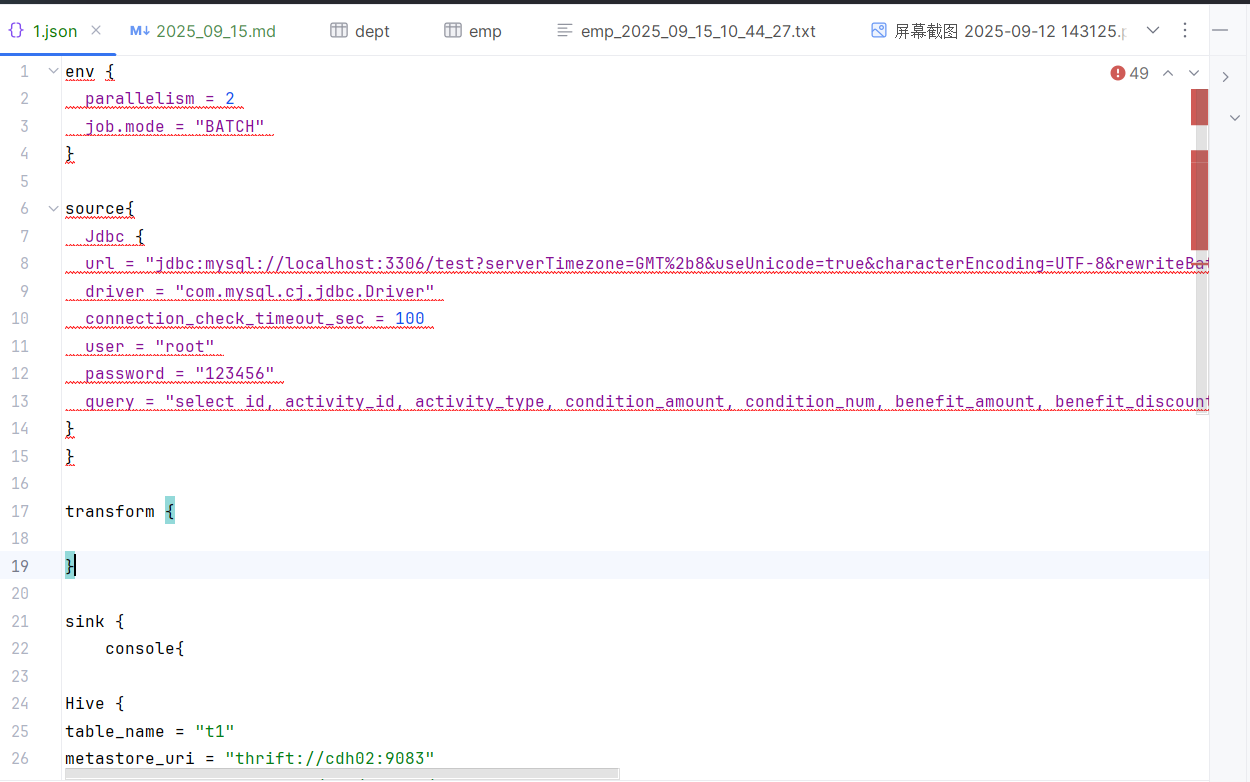 1.json
2025_09_15.md
dept
emp
emp_2025_09_15_10_44_27.txt
屏幕截图 2025-09-12 143125.p
49
1 env {
2 parallelism = 2
3 job.mode = "BATCH"
4 }
5
6 source{
7 Jdbc {
8 url = "jdbc:mysql://localhost:3306/test?serverTimezone=GMT%2b8&useUnicode=true&characterEncoding=UTF-8&rewriteBat
9 driver = "com.mysql.cj.jdbc.Driver"
10 connection_check_timeout_sec = 100
11 user = "root"
12 password = "123456"
13 query = "select id, activity_id, activity_type, condition_amount, condition_num, benefit_amount, benefit_discount
14 }
15 }
16
17 transform {
18
19 }
20
21 sink {
22 console{
23
24 Hive {
25 table_name = "t1"
26 metastore_uri = "thrift://cdh02:9083"